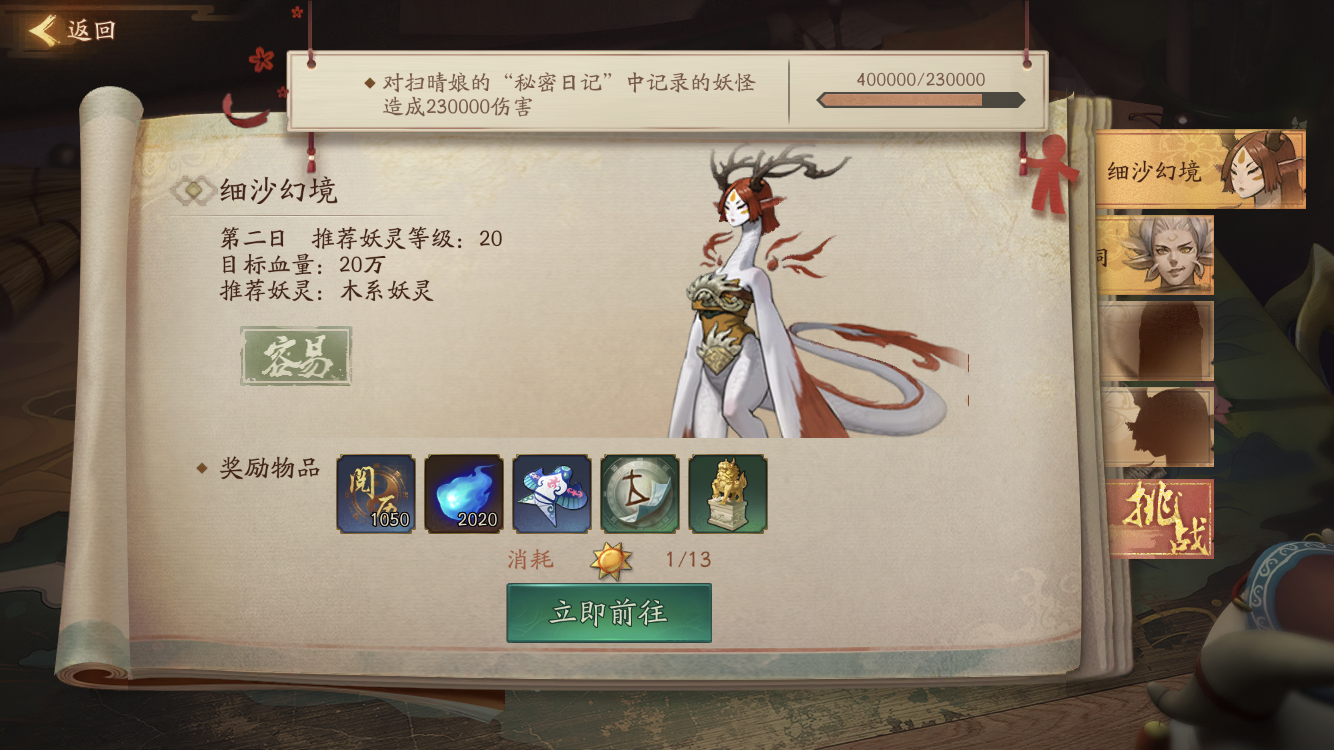 返回
对扫晴娘的“秘密日记”中记录的妖怪
造成230000伤害
400000/230000
细沙幻境
第二日 推荐妖灵等级：20
目标血量：20万
推荐妖灵：木系妖灵
容易
奖励物品
阅历
1050
2020
消耗
1/13
立即前往
细沙幻境
词
挑战